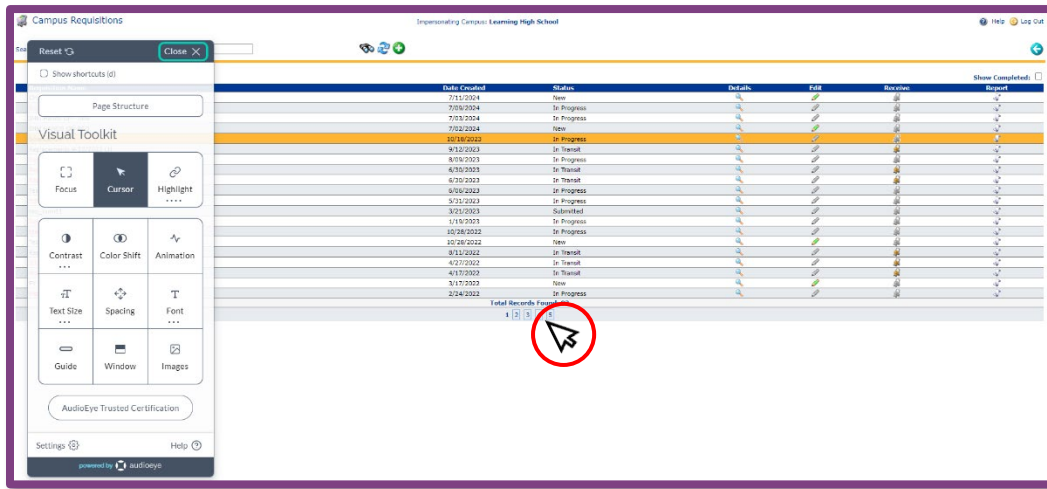 Campus Requisitions
Impersonating Campus: Learning High School
Help
Log Out
Reset
Close
Show shortcuts (d)
Page Structure
Visual Toolkit
Focus
Cursor
Highlight
Contrast
Color Shift
Animation
Text Size
Spacing
Font
Guide
Window
Images
AudioEye Trusted Certification
Settings
Help
powered by audioeye
Show Completed:
Date Created Status Details Edit Receive Report
7/11/2024 New
7/09/2024 In Progress
7/03/2024 In Progress
7/02/2024 New
10/18/2023 In Progress
9/12/2023 In Transit
8/09/2023 In Progress
6/30/2023 In Transit
6/20/2023 In Transit
6/06/2023 In Progress
5/31/2023 In Progress
3/21/2023 Submitted
1/19/2023 In Progress
10/28/2022 In Progress
10/28/2022 New
8/11/2022 In Transit
4/27/2022 In Transit
4/17/2022 In Transit
3/17/2022 New
2/24/2022 In Progress
Total Records Found:
1 2 3 5